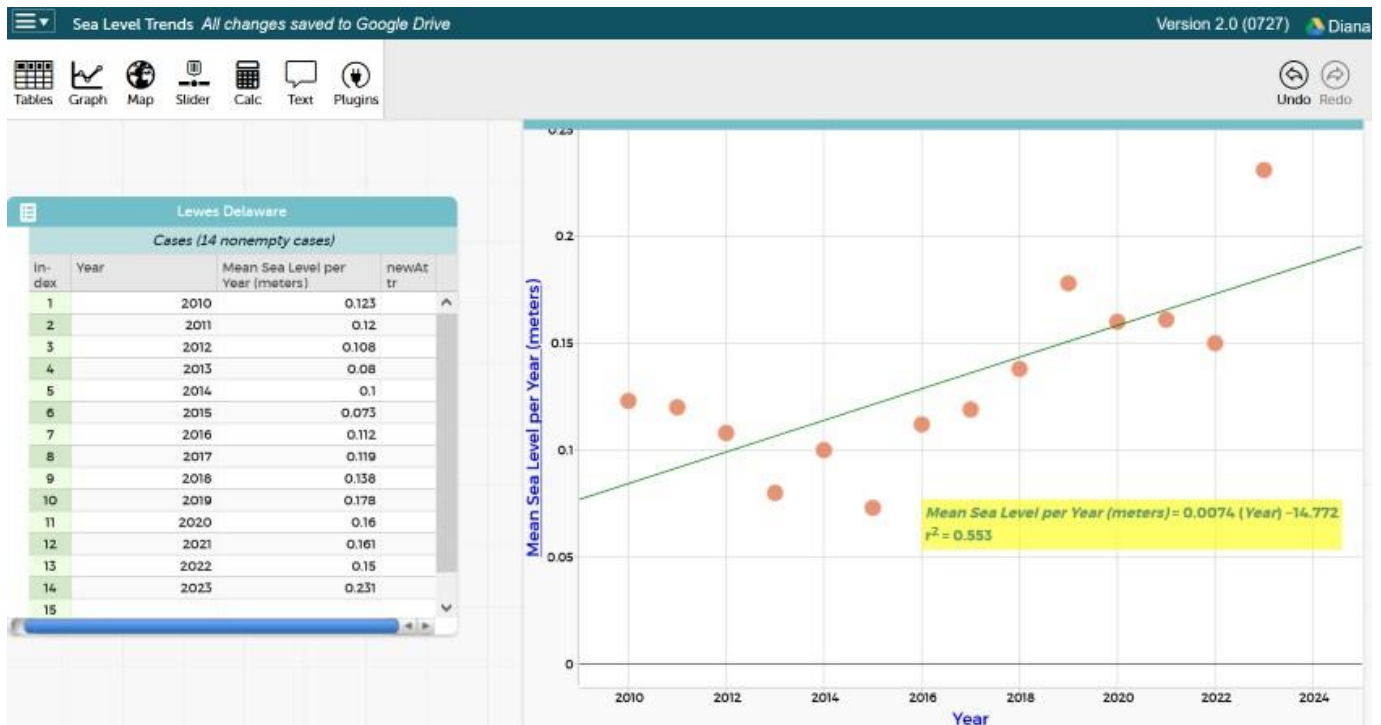 Sea Level Trends All changes saved to Google Drive
Version 2.0 (0727) Diana
Tables Graph Map Slider Calc Text Plugins
Undo Redo
Lewes Delaware
Cases (14 nonempty cases)
in-dex Year Mean Sea Level per Year (meters) newAttr
1 2010 0.123
2 2011 0.12
3 2012 0.108
4 2013 0.08
5 2014 0.1
6 2015 0.073
7 2016 0.112
8 2017 0.119
9 2018 0.138
10 2019 0.178
11 2020 0.16
12 2021 0.161
13 2022 0.15
14 2023 0.231
15
0.25
0.2
0.15
0.1
0.05
0
Mean Sea Level per Year (meters)
Mean Sea Level per Year (meters) = 0.0074 (Year) −14.772
r² = 0.553
2010 2012 2014 2016 2018 2020 2022 2024
Year